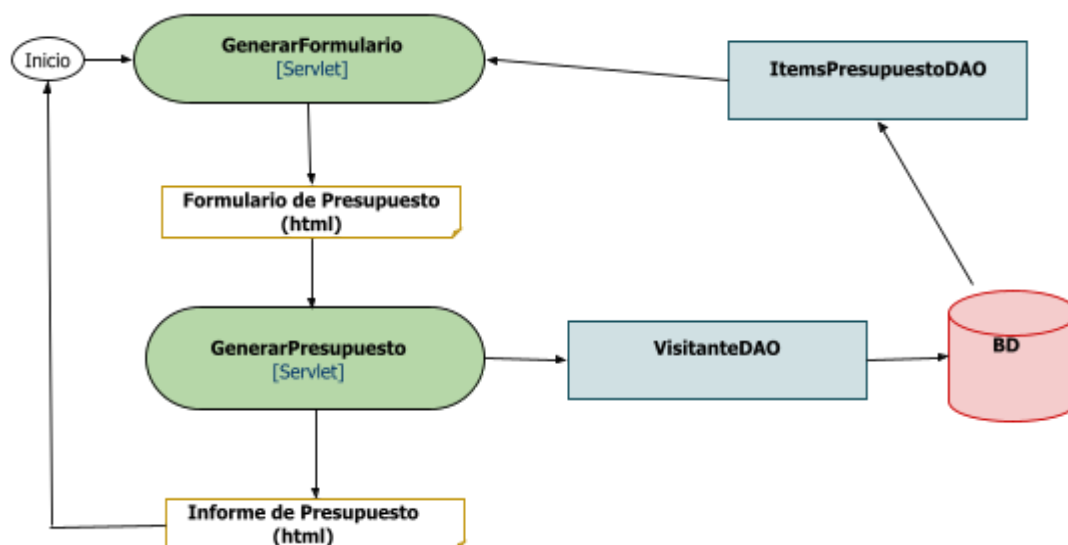 GenerarFormulario
[Servlet]
Inicio
ItemsPresupuestoDAO
Formulario de Presupuesto
(html)
GenerarPresupuesto
[Servlet]
VisitanteDAO
BD
Informe de Presupuesto
(html)